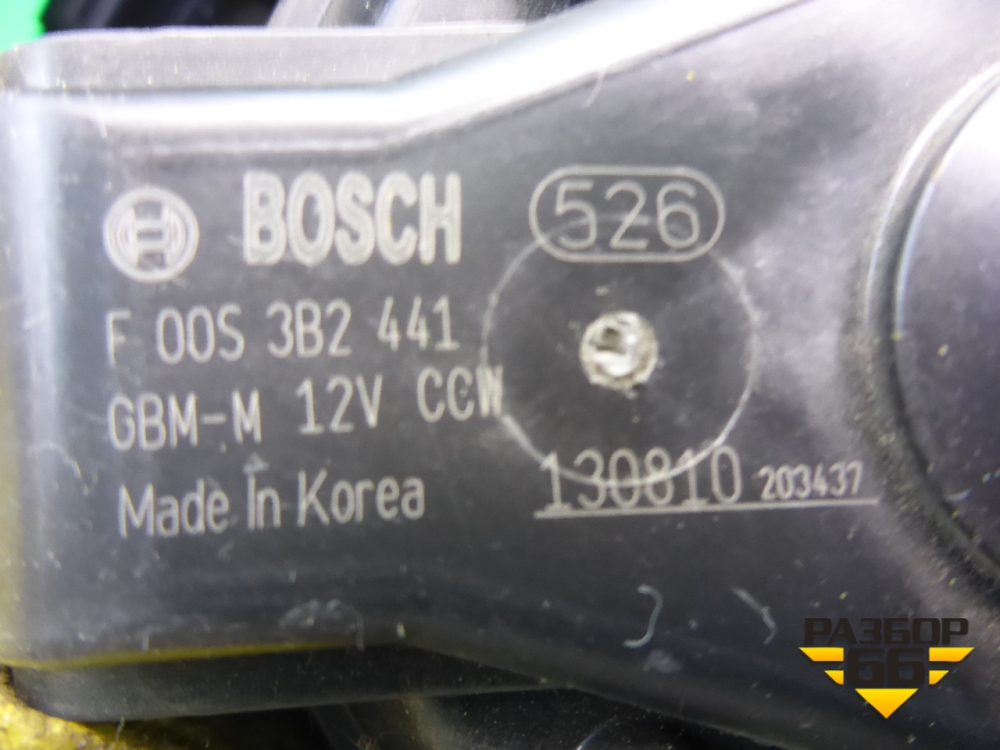 BOSCH 526
F 00S 3B2 441
GBM-M 12V CCW
130810 203437
Made In Korea
РАЗБОР
66